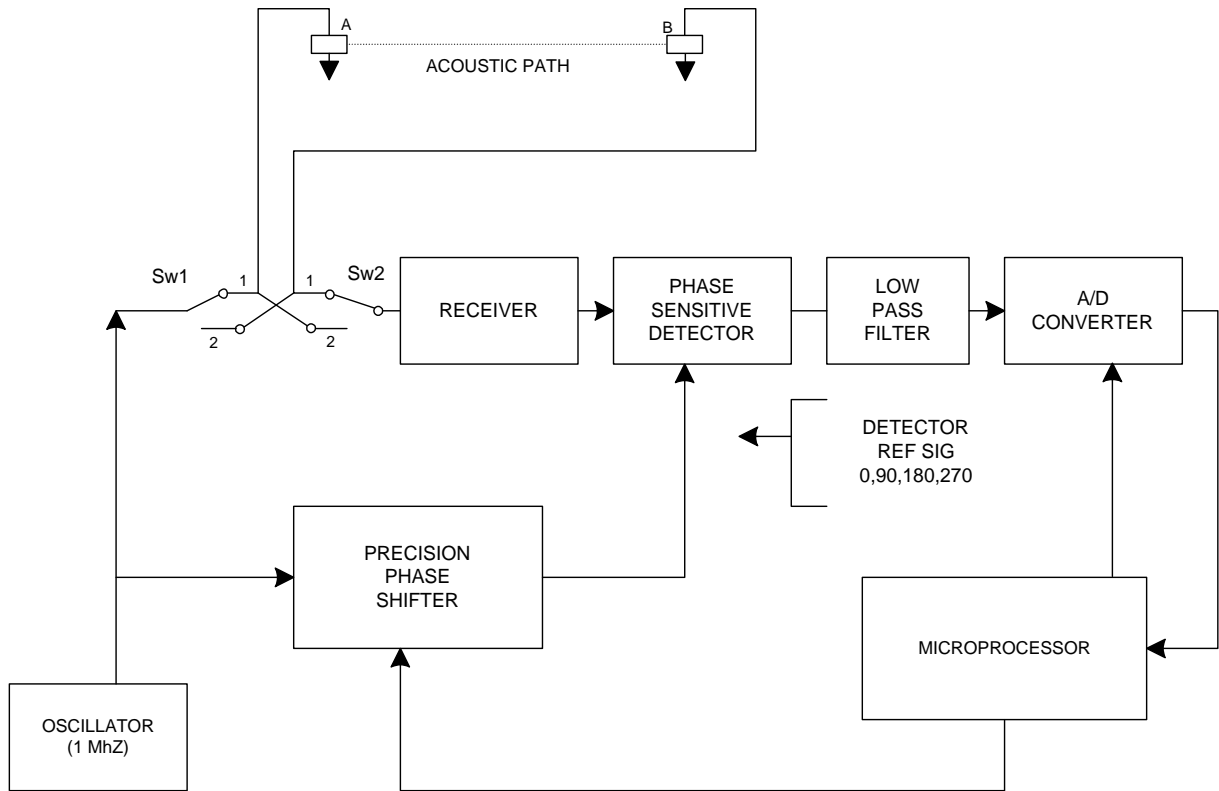 A
B
ACOUSTIC PATH
Sw1
1
1
Sw2
2
2
RECEIVER
PHASE
SENSITIVE
DETECTOR
LOW
PASS
FILTER
A/D
CONVERTER
DETECTOR
REF SIG
0,90,180,270
PRECISION
PHASE
SHIFTER
MICROPROCESSOR
OSCILLATOR
(1 MhZ)